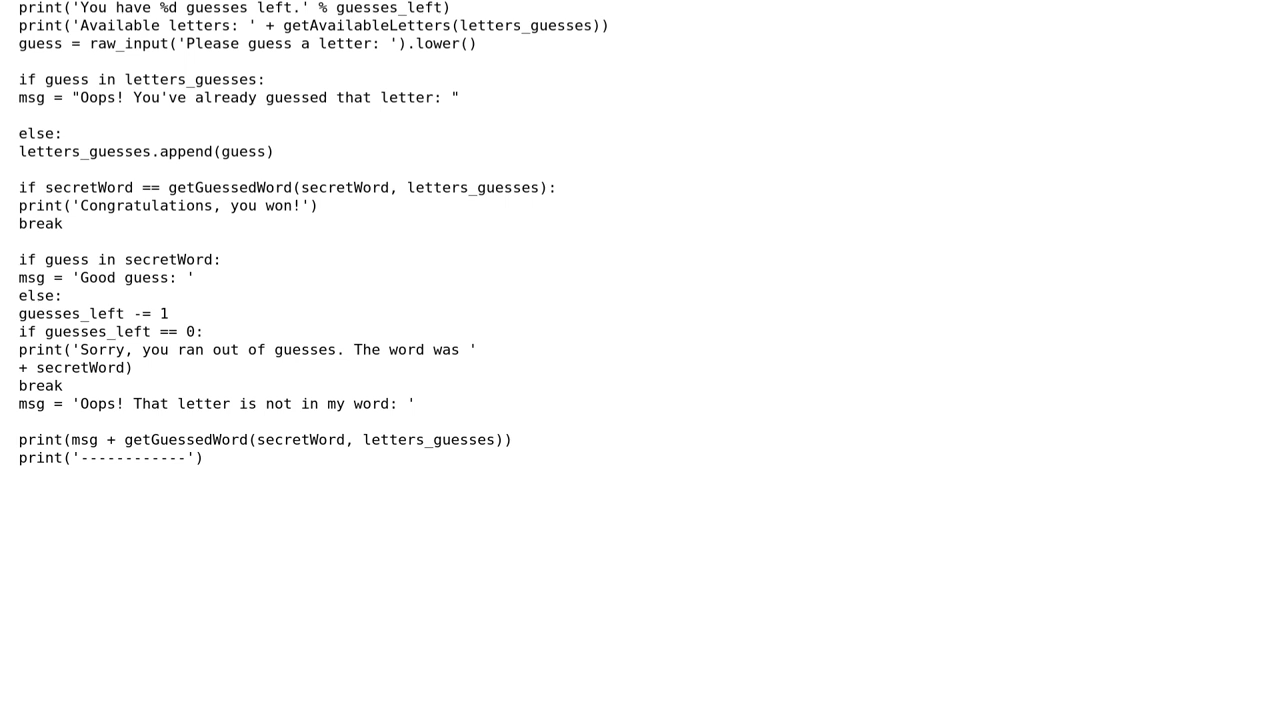 print('You have %d guesses left.' % guesses_left)
print('Available letters: ' + getAvailableLetters(letters_guesses))
guess = raw_input('Please guess a letter: ').lower()

if guess in letters_guesses:
msg = "Oops! You've already guessed that letter: "

else:
letters_guesses.append(guess)

if secretWord == getGuessedWord(secretWord, letters_guesses):
print('Congratulations, you won!')
break

if guess in secretWord:
msg = 'Good guess: '
else:
guesses_left -= 1
if guesses_left == 0:
print('Sorry, you ran out of guesses. The word was '
+ secretWord)
break
msg = 'Oops! That letter is not in my word: '

print(msg + getGuessedWord(secretWord, letters_guesses))
print('------------')